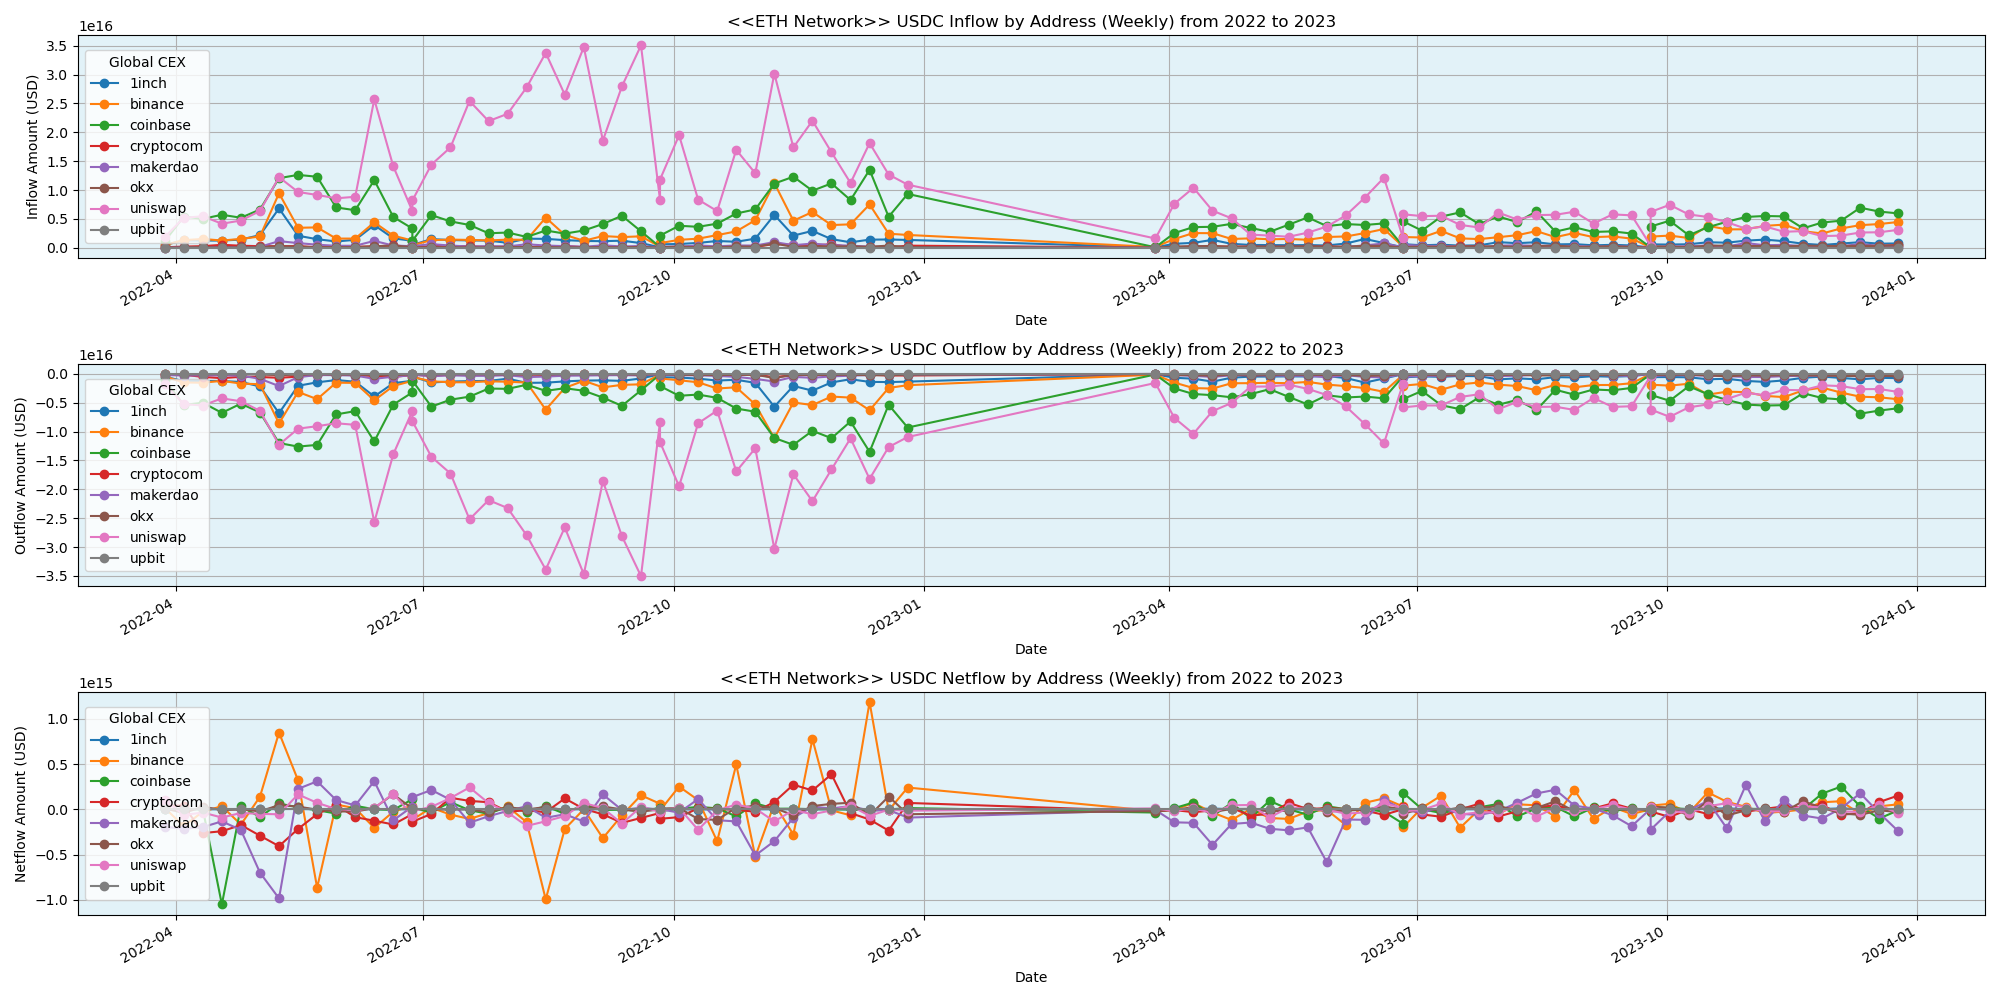 <<ETH Network>> USDC Inflow by Address (Weekly) from 2022 to 2023
1e16
3.5
3.0
2.5
2.0
1.5
1.0
0.5
0.0
Inflow Amount (USD)
Global CEX
1inch
binance
coinbase
cryptocom
makerdao
okx
uniswap
upbit
2022-04
2022-07
2022-10
2023-01
2023-04
2023-07
2023-10
2024-01
Date
<<ETH Network>> USDC Outflow by Address (Weekly) from 2022 to 2023
1e16
0.0
−0.5
−1.0
−1.5
−2.0
−2.5
−3.0
−3.5
Outflow Amount (USD)
Global CEX
1inch
binance
coinbase
cryptocom
makerdao
okx
uniswap
upbit
2022-04
2022-07
2022-10
2023-01
2023-04
2023-07
2023-10
2024-01
Date
<<ETH Network>> USDC Netflow by Address (Weekly) from 2022 to 2023
1e15
1.0
0.5
0.0
−0.5
−1.0
Netflow Amount (USD)
Global CEX
1inch
binance
coinbase
cryptocom
makerdao
okx
uniswap
upbit
2022-04
2022-07
2022-10
2023-01
2023-04
2023-07
2023-10
2024-01
Date